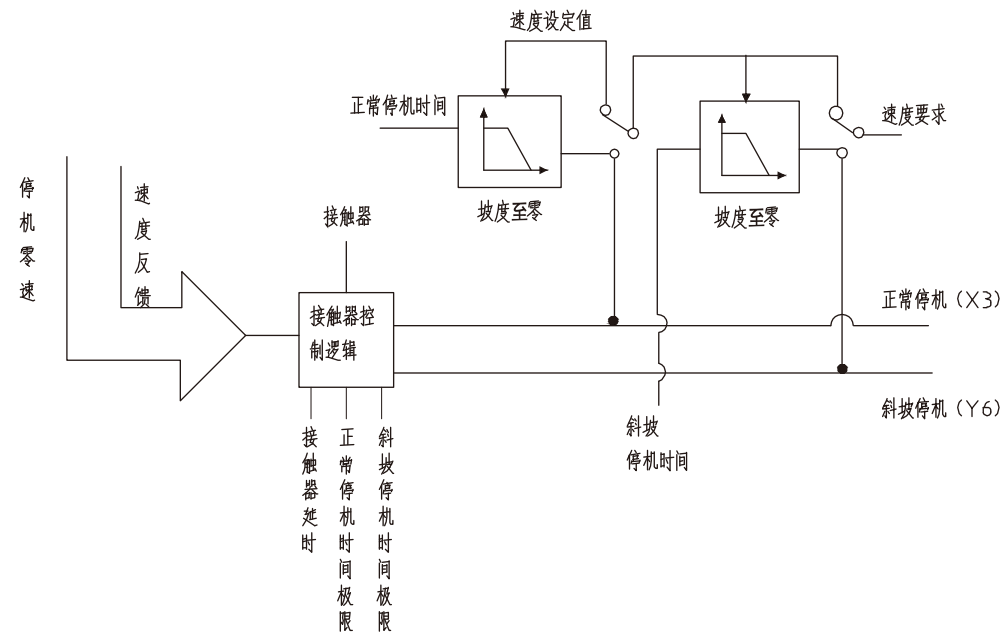 速度设定值
正常停机时间
速度要求
坡度至零
坡度至零
停机零速
速度反馈
接触器
接触器控
制逻辑
正常停机（X3）
斜坡停机（Y6）
斜坡
停机时间
接触器延时
正常停机时间极限
斜坡停机时间极限